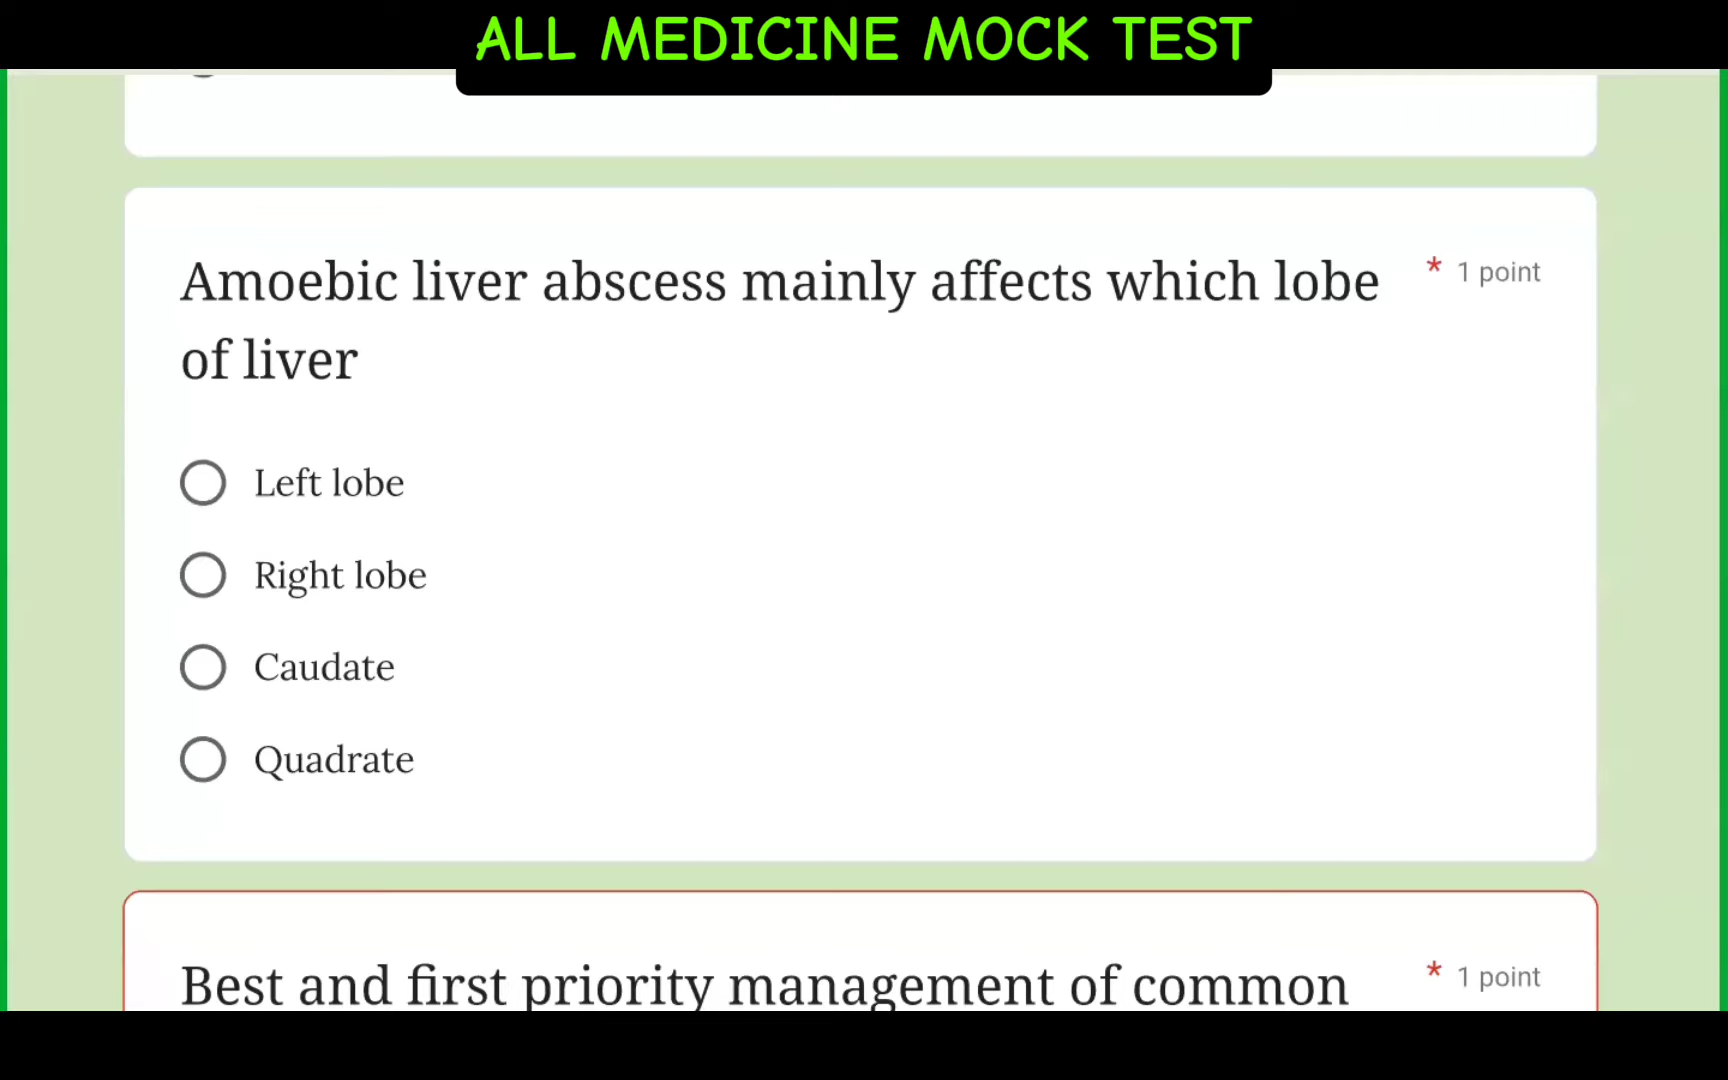 ALL MEDICINE MOCK TEST
Amoebic liver abscess mainly affects which lobe * 1 point
of liver
Left lobe
Right lobe
Caudate
Quadrate
Best and first priority management of common * 1 point